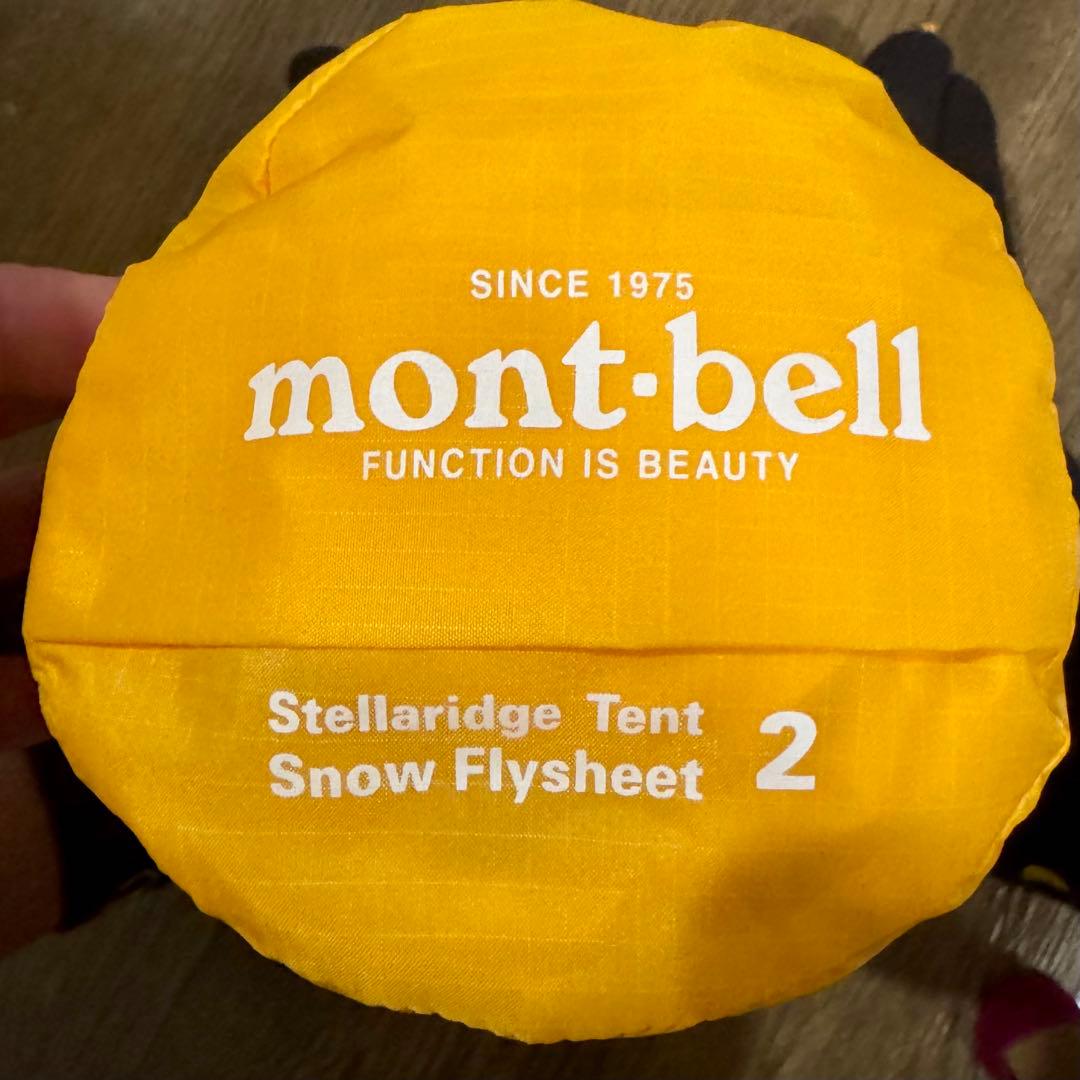 SINCE 1975
mont·bell
FUNCTION IS BEAUTY
Stellaridge Tent
Snow Flysheet 2